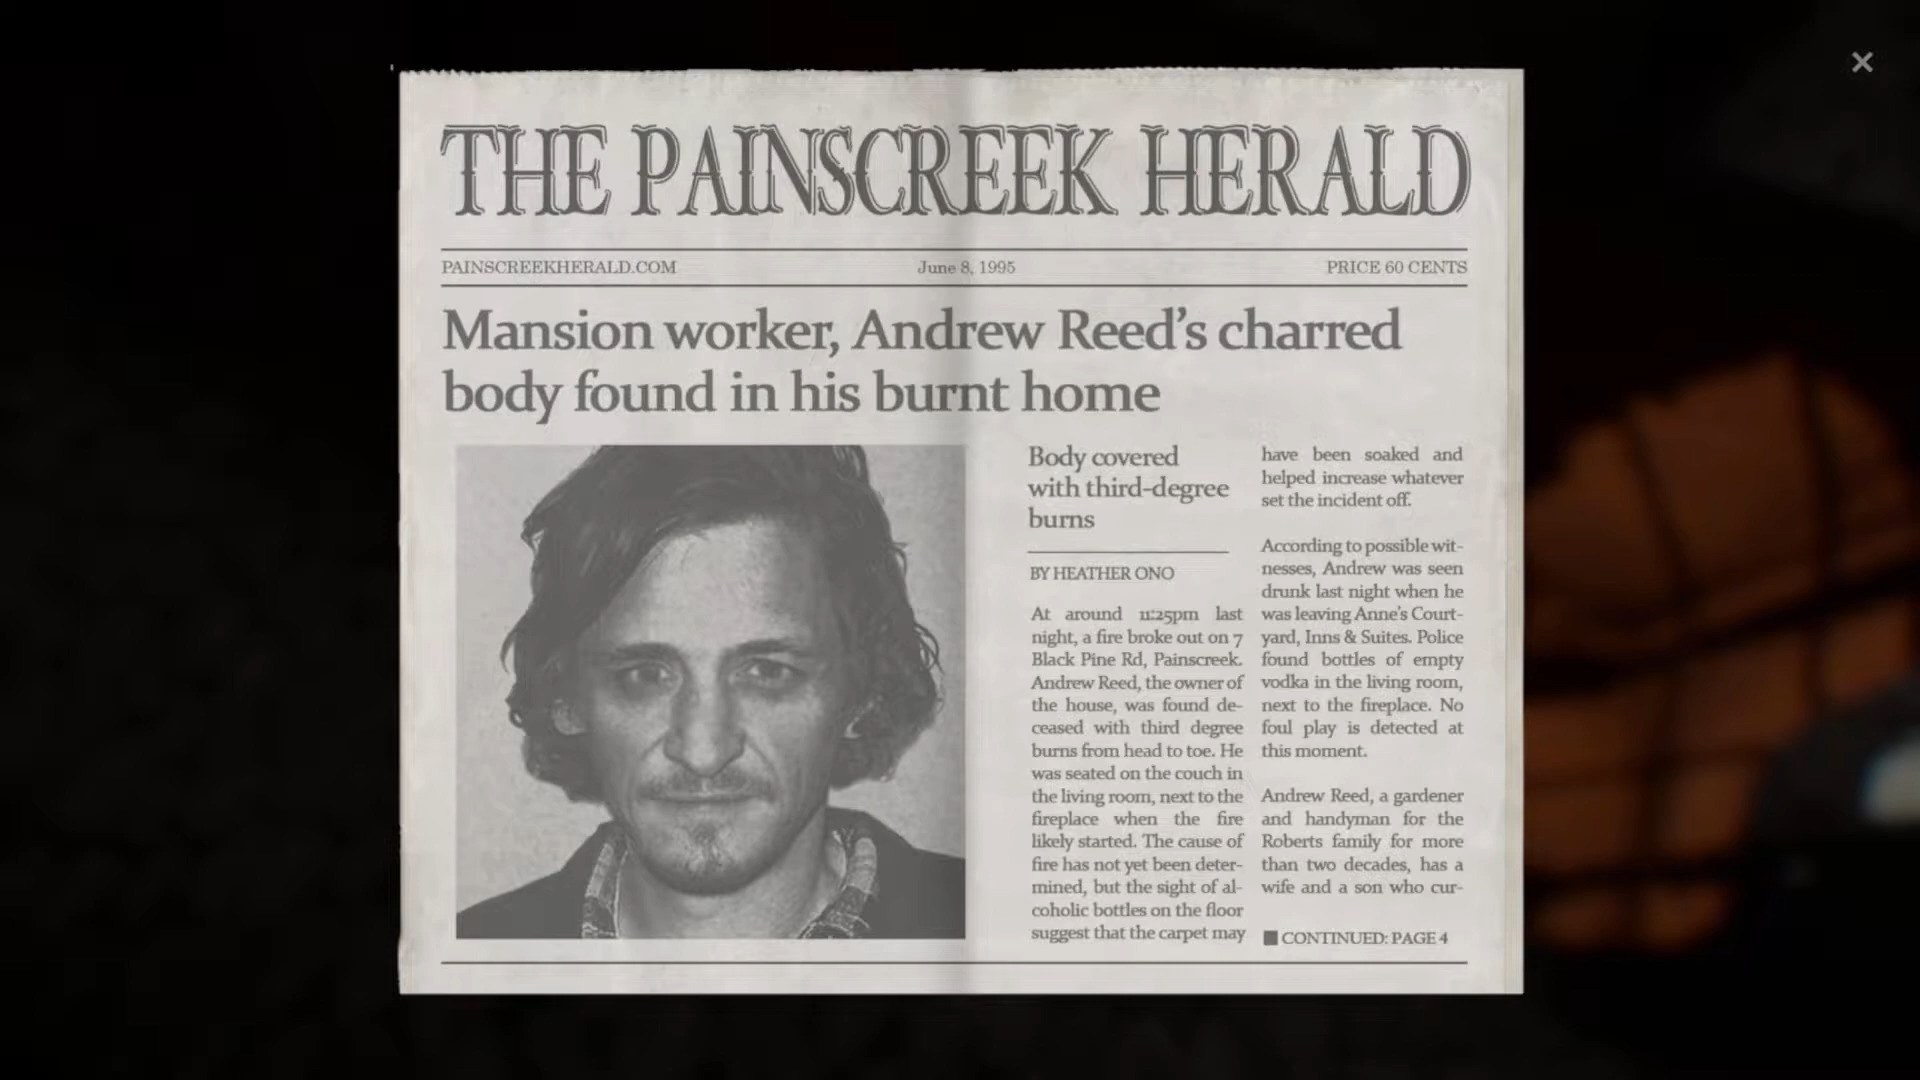 THE PAINSCREEK HERALD
PAINSCREEKHERALD.COM June 8, 1995 PRICE 60 CENTS
Mansion worker, Andrew Reed's charred
body found in his burnt home
Body covered
with third-degree
burns
BY HEATHER ONO
At around 11:25pm last
night, a fire broke out on 7
Black Pine Rd, Painscreek.
Andrew Reed, the owner of
the house, was found de-
ceased with third degree
burns from head to toe. He
was seated on the couch in
the living room, next to the
fireplace when the fire
likely started. The cause of
fire has not yet been deter-
mined, but the sight of al-
coholic bottles on the floor
suggest that the carpet may
have been soaked and
helped increase whatever
set the incident off.
According to possible wit-
nesses, Andrew was seen
drunk last night when he
was leaving Anne's Court-
yard, Inns & Suites. Police
found bottles of empty
vodka in the living room,
next to the fireplace. No
foul play is detected at
this moment.
Andrew Reed, a gardener
and handyman for the
Roberts family for more
than two decades, has a
wife and a son who cur-
CONTINUED: PAGE 4